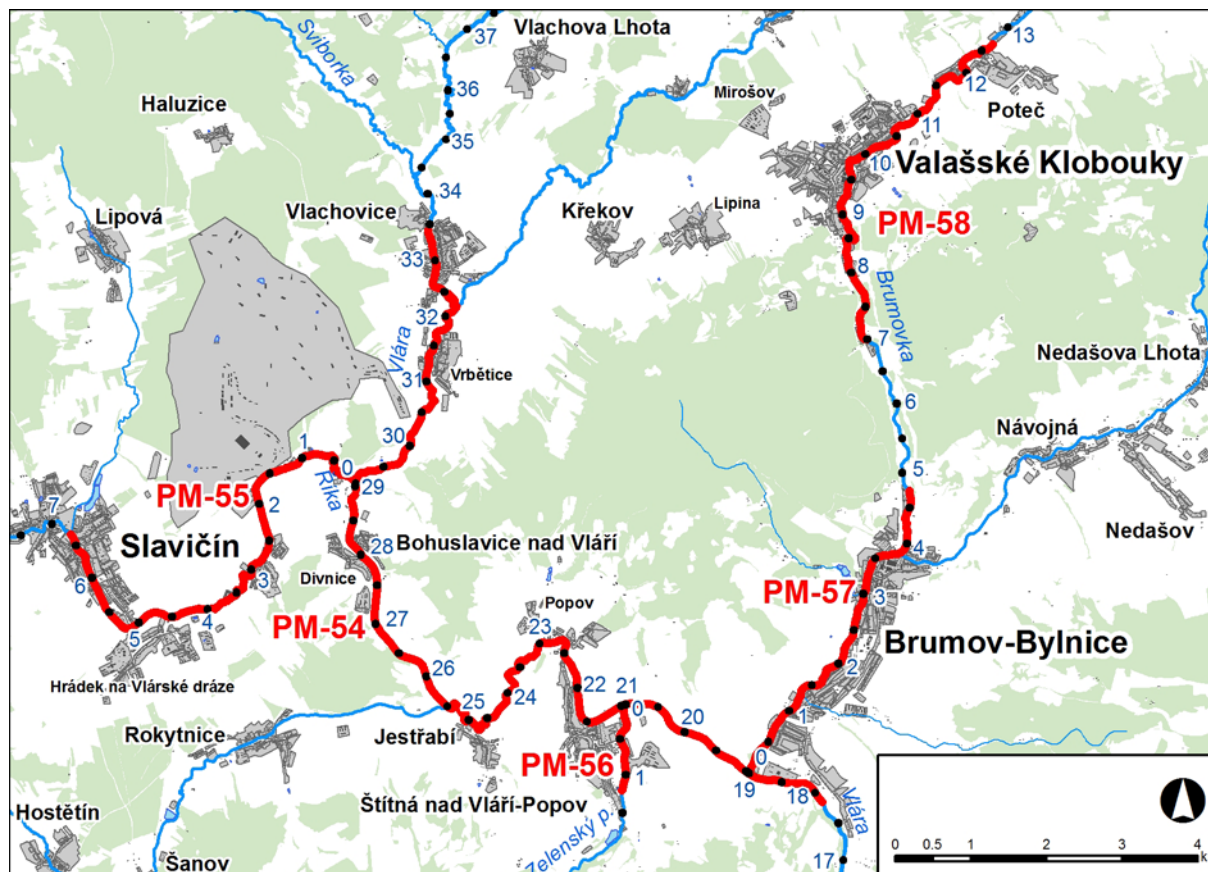 37
Vlachova Lhota
13
Sviborka
36
12
Mirošov
Haluzice
Poteč
35
11
10
Valašské Klobouky
34
Vlachovice
Lipová
Křekov
Lipina
9
PM-58
33
8
Brumovka
32
Vlára
7
Nedašova Lhota
31
Vrbětice
6
Návojná
30
1
0
5
PM-55
Říka
29
2
7
Nedašov
Slavičín
28
Bohuslavice nad Vláří
4
3
Divnice
6
PM-57
3
4
27
Popov
PM-54
23
5
Brumov-Bylnice
26
2
Hrádek na Vlárské dráze
22
24
21
25
0
1
20
Rokytnice
Jestřabí
PM-56
0
1
19
18
Štítná nad Vláří-Popov
Vlára
Hostětín
Zelenský p.
Šanov
17
0
0.5
1
2
3
4
k